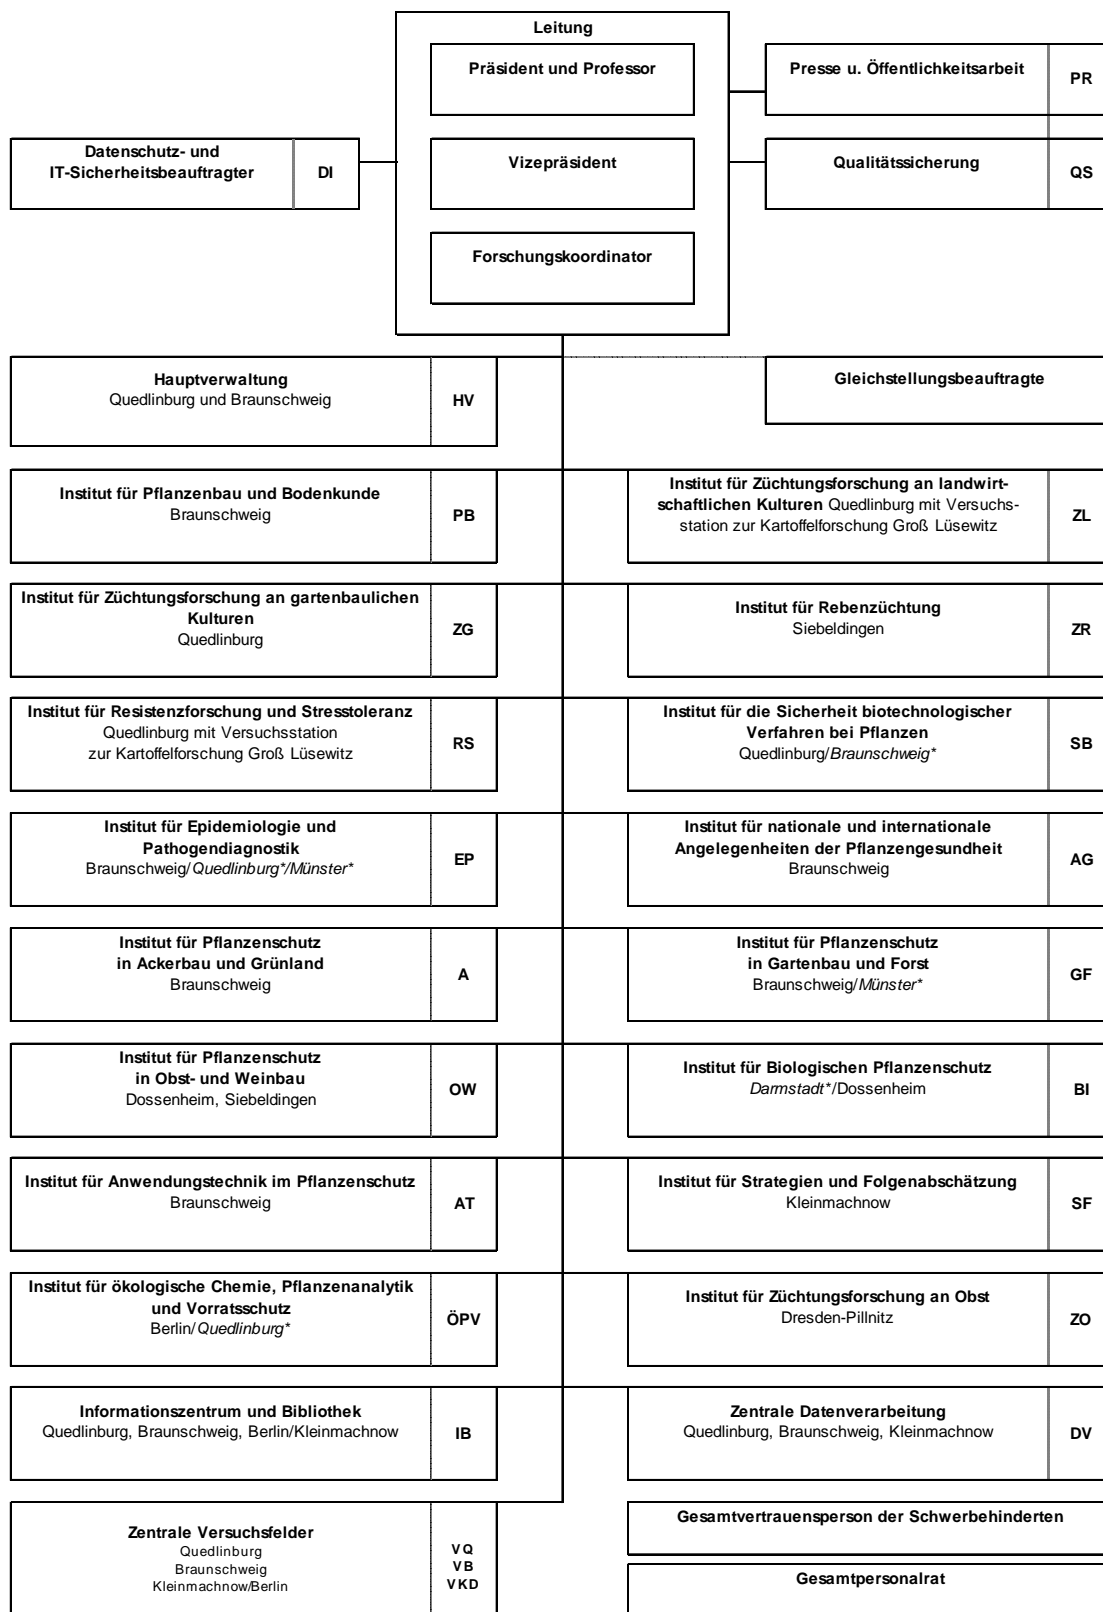 Leitung
Präsident und Professor
Presse u. Öffentlichkeitsarbeit
PR
Datenschutz- und
IT-Sicherheitsbeauftragter
DI
Vizepräsident
Qualitätssicherung
QS
Forschungskoordinator
Hauptverwaltung
Quedlinburg und Braunschweig
HV
Gleichstellungsbeauftragte
Institut für Pflanzenbau und Bodenkunde
Braunschweig
PB
Institut für Züchtungsforschung an landwirt-
schaftlichen Kulturen Quedlinburg mit Versuchs-
station zur Kartoffelforschung Groß Lüsewitz
ZL
Institut für Züchtungsforschung an gartenbaulichen
Kulturen
Quedlinburg
ZG
Institut für Rebenzüchtung
Siebeldingen
ZR
Institut für Resistenzforschung und Stresstoleranz
Quedlinburg mit Versuchsstation
zur Kartoffelforschung Groß Lüsewitz
RS
Institut für die Sicherheit biotechnologischer
Verfahren bei Pflanzen
Quedlinburg/Braunschweig*
SB
Institut für Epidemiologie und
Pathogendiagnostik
Braunschweig/Quedlinburg*/Münster*
EP
Institut für nationale und internationale
Angelegenheiten der Pflanzengesundheit
Braunschweig
AG
Institut für Pflanzenschutz
in Ackerbau und Grünland
Braunschweig
A
Institut für Pflanzenschutz
in Gartenbau und Forst
Braunschweig/Münster*
GF
Institut für Pflanzenschutz
in Obst- und Weinbau
Dossenheim, Siebeldingen
OW
Institut für Biologischen Pflanzenschutz
Darmstadt*/Dossenheim
BI
Institut für Anwendungstechnik im Pflanzenschutz
Braunschweig
AT
Institut für Strategien und Folgenabschätzung
Kleinmachnow
SF
Institut für ökologische Chemie, Pflanzenanalytik
und Vorratsschutz
Berlin/Quedlinburg*
ÖPV
Institut für Züchtungsforschung an Obst
Dresden-Pillnitz
ZO
Informationszentrum und Bibliothek
Quedlinburg, Braunschweig, Berlin/Kleinmachnow
IB
Zentrale Datenverarbeitung
Quedlinburg, Braunschweig, Kleinmachnow
DV
Zentrale Versuchsfelder
Quedlinburg
Braunschweig
Kleinmachnow/Berlin
VQ
VB
VKD
Gesamtvertrauensperson der Schwerbehinderten
Gesamtpersonalrat